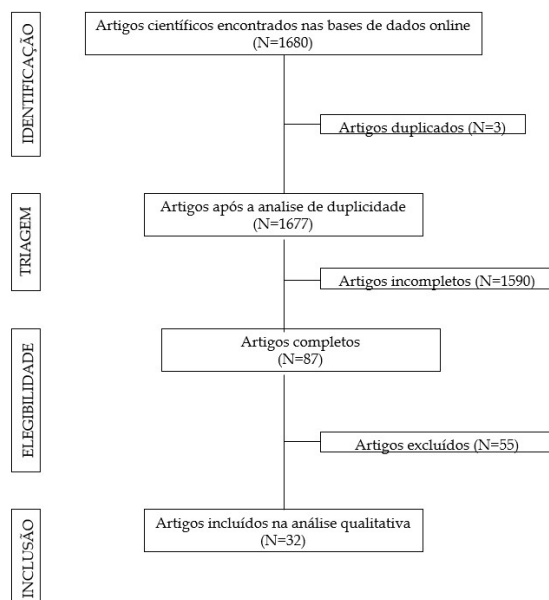 IDENTIFICAÇÃO
Artigos científicos encontrados nas bases de dados online
(N=1680)
Artigos duplicados (N=3)
TRIAGEM
Artigos após a analise de duplicidade
(N=1677)
Artigos incompletos (N=1590)
ELEGIBILIDADE
Artigos completos
(N=87)
Artigos excluídos (N=55)
INCLUSÃO
Artigos incluídos na análise qualitativa
(N=32)